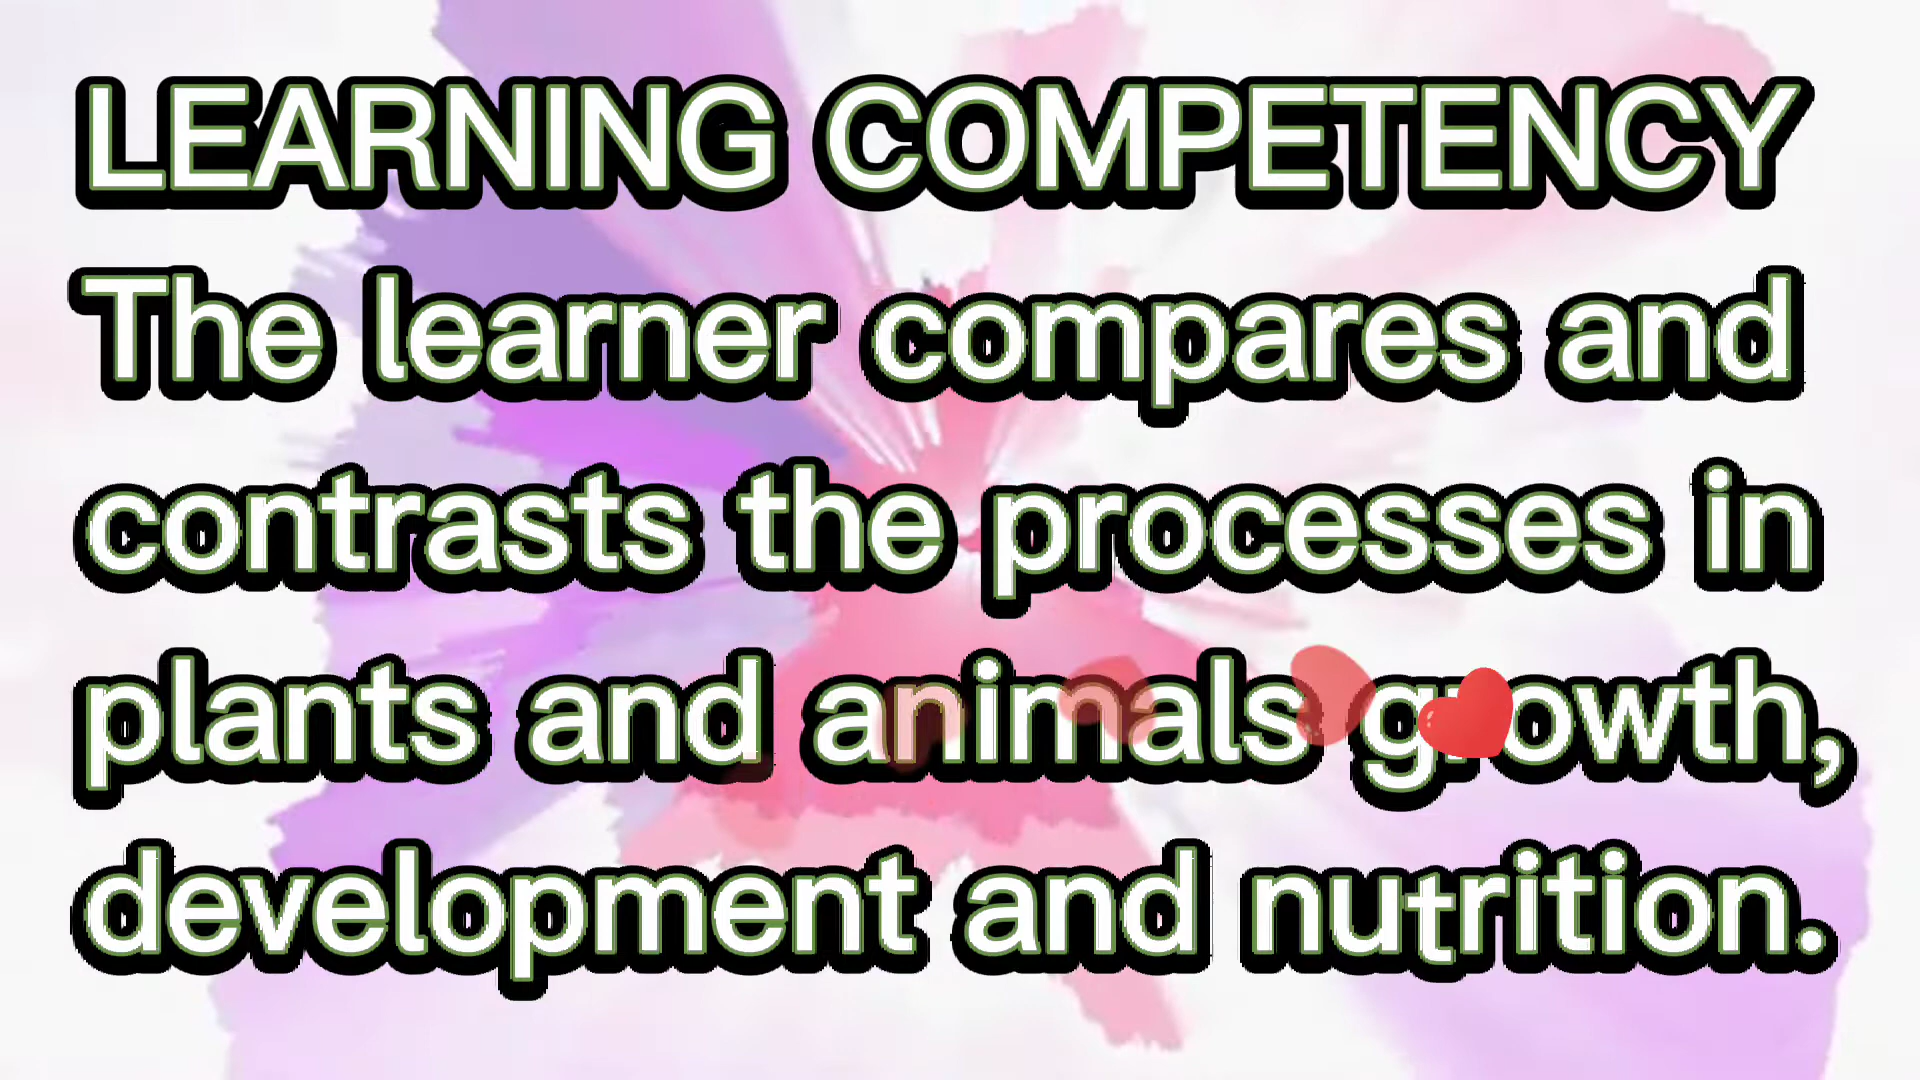 LEARNING COMPETENCY
The learner compares and
contrasts the processes in
plants and animals growth,
development and nutrition.